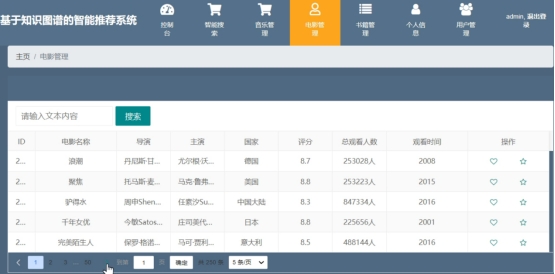 基于知识图谱的智能推荐系统
控制台
智能搜索
音乐管理
电影管理
书籍管理
个人信息
用户管理
admin, 退出登录
主页 / 电影管理
请输入文本内容 搜索
ID 电影名称 导演 主演 国家 评分 总观看人数 观看时间 操作
2... 浪潮 丹尼斯·甘... 尤尔根·沃... 德国 8.7 253028人 2008
2... 聚焦 托马斯·麦... 马克·鲁弗... 美国 8.8 253223人 2015
2... 驴得水 周申Shen... 任素汐Su... 中国大陆 8.3 847334人 2016
2... 千年女优 今敏Satos... 庄司美代... 日本 8.8 225656人 2001
2... 完美陌生人 保罗·格诺... 马可·贾利... 意大利 8.5 488144人 2016
1 2 3 ... 1 页 确定 共 250 条 5 条/页